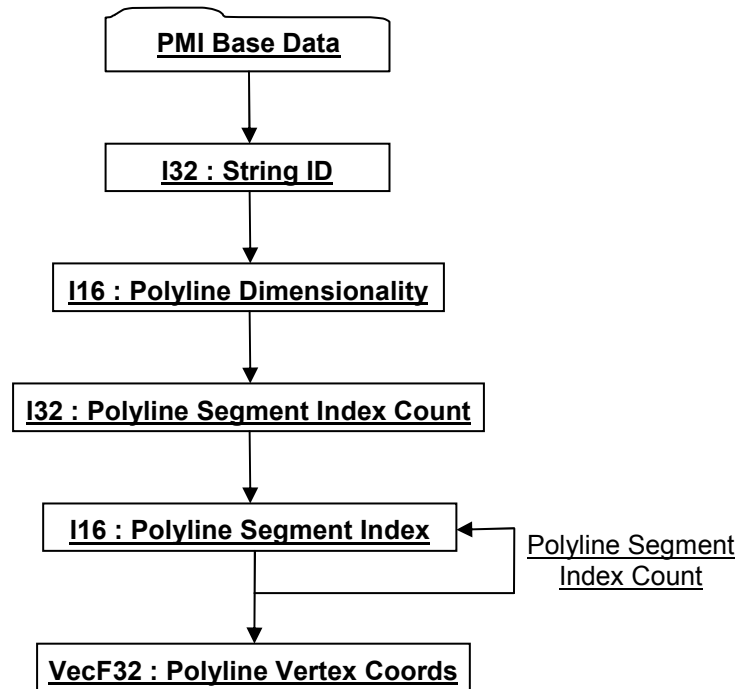 PMI Base Data
I32 : String ID
I16 : Polyline Dimensionality
I32 : Polyline Segment Index Count
I16 : Polyline Segment Index
Polyline Segment
Index Count
VecF32 : Polyline Vertex Coords